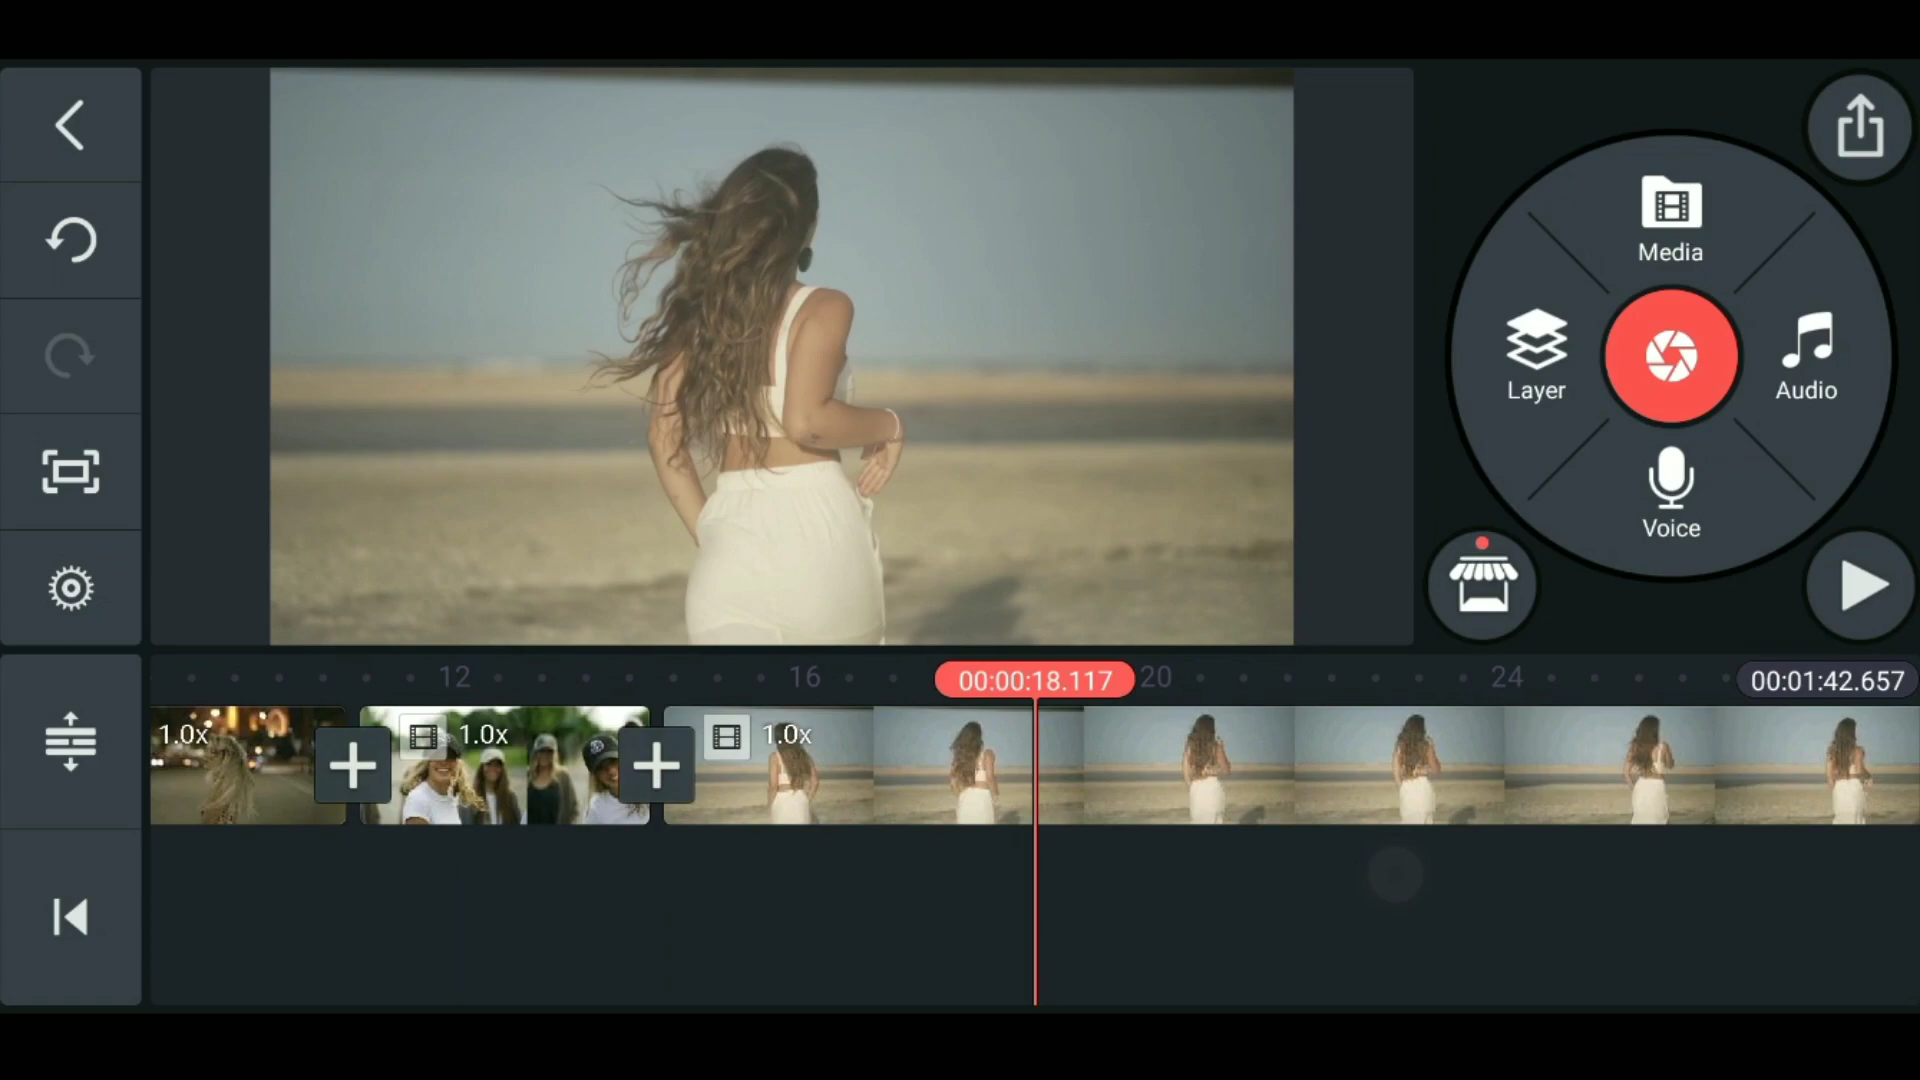 Media
Layer
Audio
Voice
12
16
00:00:18.117
20
24
00:01:42.657
1.0x
1.0x
1.0x